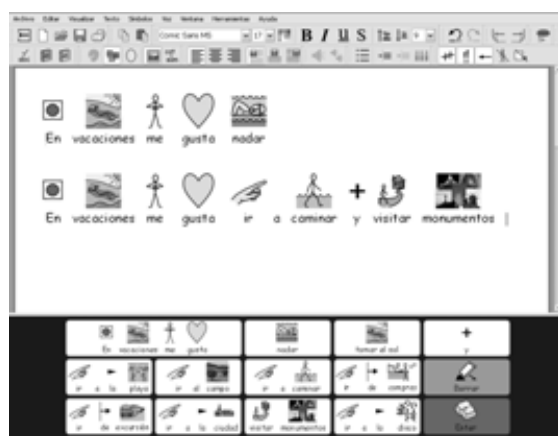 Archivo Editar Visualizar Texto Símbolos Voz Ventana Herramientas Ayuda
Comic Sans MS 17 B I U S
En vacaciones me gusta nadar
En vacaciones me gusta ir a caminar y visitar monumentos
En vacaciones me gusta nadar tomar el sol y
ir a la playa ir al campo ir a caminar ir de compras Borrar
ir de excursión ir a la ciudad visitar monumentos ir a la disco